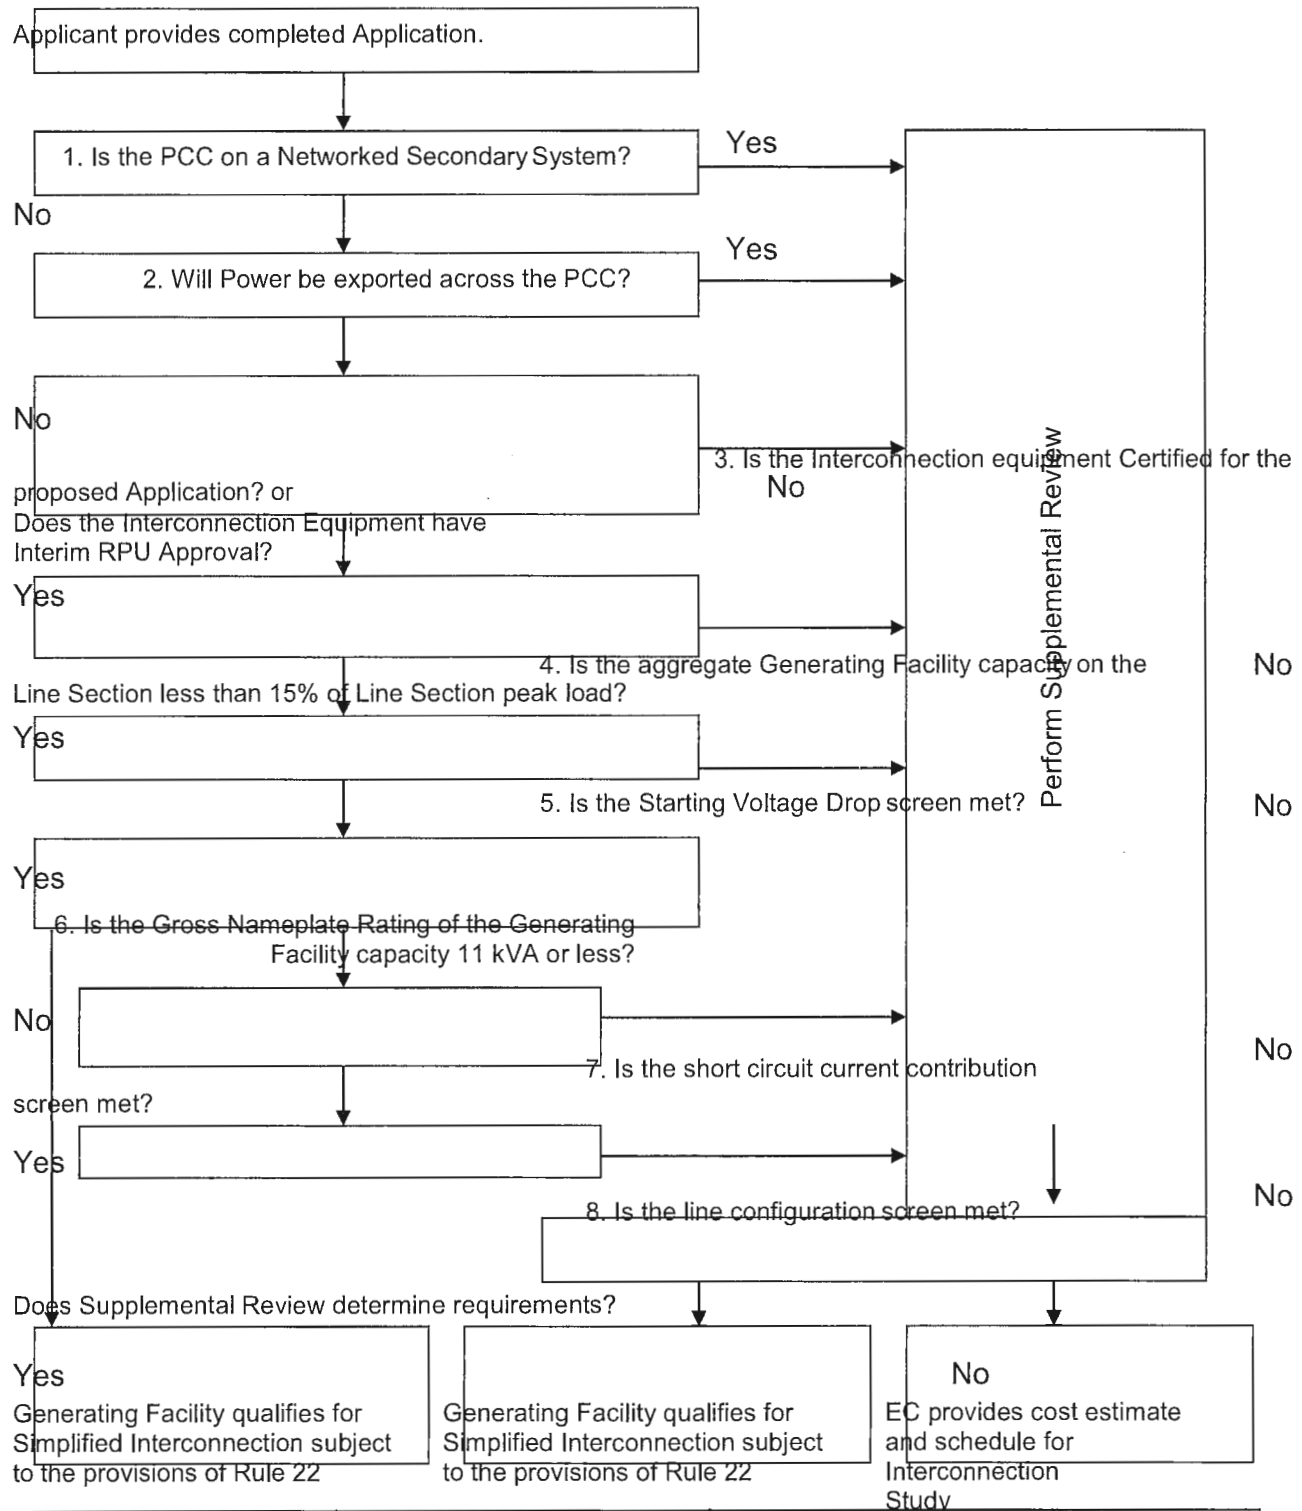 Applicant provides completed Application.
Yes
1. Is the PCC on a Networked Secondary System?
No
Yes
2. Will Power be exported across the PCC?
No
3. Is the Interconnection equipment Certified for the
No
proposed Application? or
Does the Interconnection Equipment have
Interim RPU Approval?
Yes
Perform Supplemental Review
4. Is the aggregate Generating Facility capacity on the No
Line Section less than 15% of Line Section peak load?
Yes
5. Is the Starting Voltage Drop screen met? No
Yes
6. Is the Gross Nameplate Rating of the Generating
Facility capacity 11 kVA or less?
No
No
7. Is the short circuit current contribution
screen met?
Yes
No
8. Is the line configuration screen met?
Does Supplemental Review determine requirements?
Yes
No
Generating Facility qualifies for
Simplified Interconnection subject
to the provisions of Rule 22
Generating Facility qualifies for
Simplified Interconnection subject
to the provisions of Rule 22
EC provides cost estimate
and schedule for
Interconnection
Study